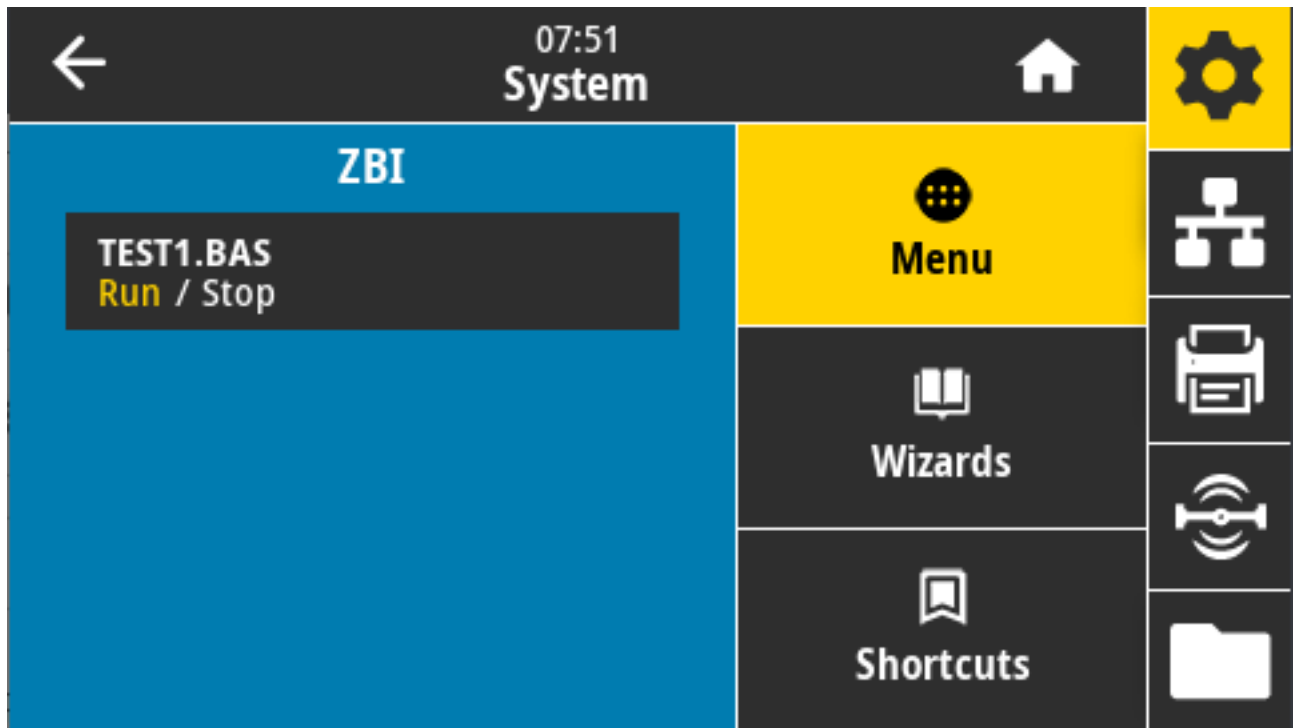 07:51
System
ZBI
TEST1.BAS
Run / Stop
Menu
Wizards
Shortcuts